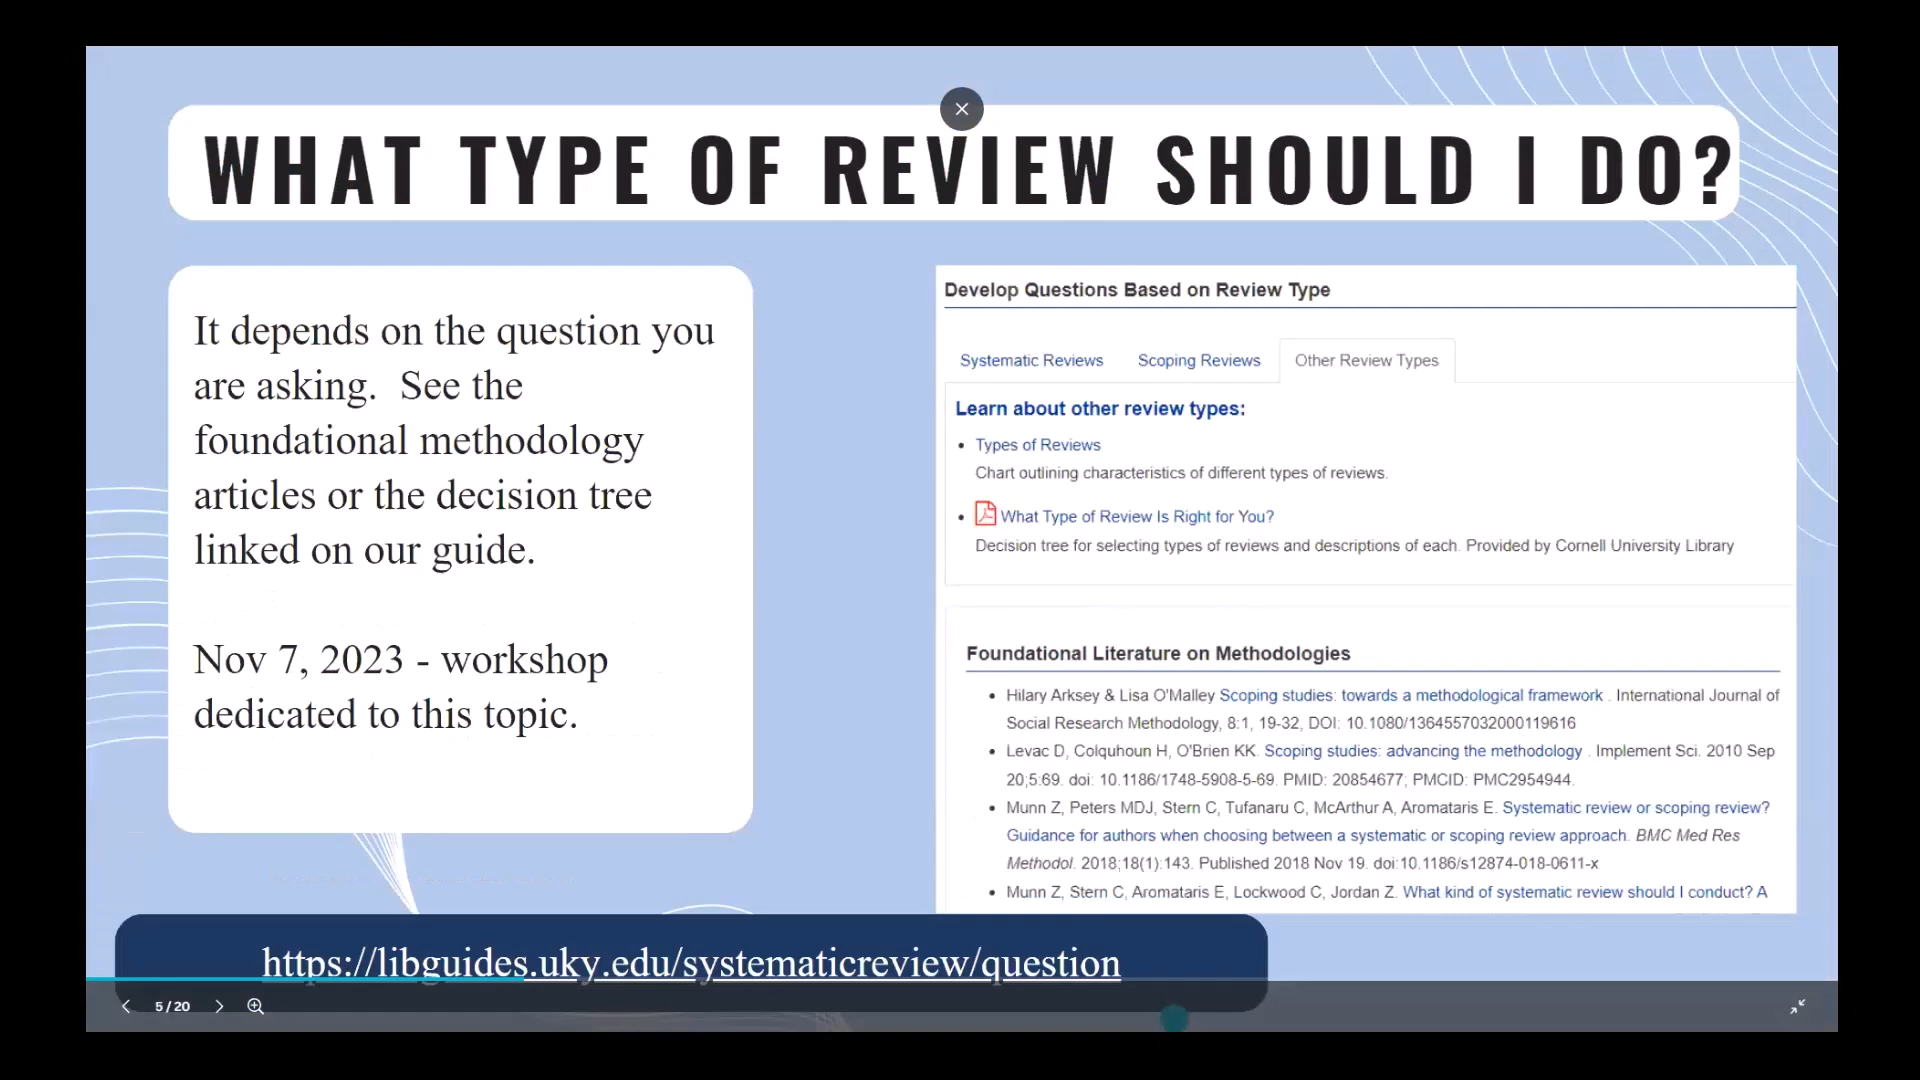 WHAT TYPE OF REVIEW SHOULD I DO?
It depends on the question you
are asking.  See the
foundational methodology
articles or the decision tree
linked on our guide.
Nov 7, 2023 - workshop
dedicated to this topic.
Develop Questions Based on Review Type
Systematic Reviews
Scoping Reviews
Other Review Types
Learn about other review types:
• Types of Reviews
Chart outlining characteristics of different types of reviews.
• What Type of Review Is Right for You?
Decision tree for selecting types of reviews and descriptions of each. Provided by Cornell University Library
Foundational Literature on Methodologies
• Hilary Arksey & Lisa O'Malley Scoping studies: towards a methodological framework . International Journal of
Social Research Methodology, 8:1, 19-32, DOI: 10.1080/1364557032000119616
• Levac D, Colquhoun H, O'Brien KK. Scoping studies: advancing the methodology . Implement Sci. 2010 Sep
20;5:69. doi: 10.1186/1748-5908-5-69. PMID: 20854677; PMCID: PMC2954944.
• Munn Z, Peters MDJ, Stern C, Tufanaru C, McArthur A, Aromataris E. Systematic review or scoping review?
Guidance for authors when choosing between a systematic or scoping review approach. BMC Med Res
Methodol. 2018;18(1):143. Published 2018 Nov 19. doi:10.1186/s12874-018-0611-x
• Munn Z, Stern C, Aromataris E, Lockwood C, Jordan Z. What kind of systematic review should I conduct? A
https://libguides.uky.edu/systematicreview/question
5 / 20